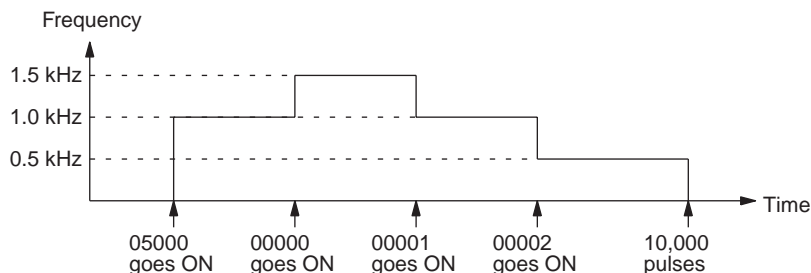 Frequency
1.5 kHz
1.0 kHz
0.5 kHz
Time
05000
goes ON
00000
goes ON
00001
goes ON
00002
goes ON
10,000
pulses